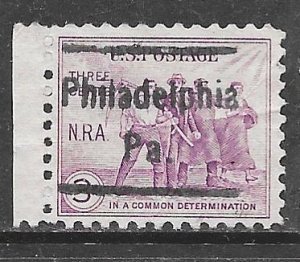 U.S. POSTAGE
THREE
Philadelphia
N.R.A.
Pa.
3
IN A COMMON DETERMINATION